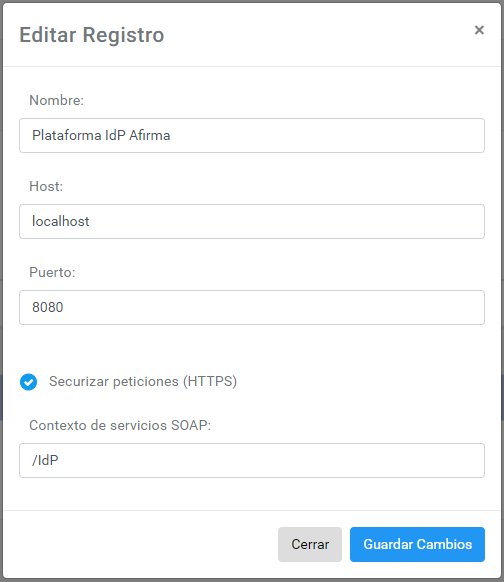 Editar Registro
×
Nombre:
Plataforma IdP Afirma
Host:
localhost
Puerto:
8080
Securizar peticiones (HTTPS)
Contexto de servicios SOAP:
/IdP
Cerrar
Guardar Cambios